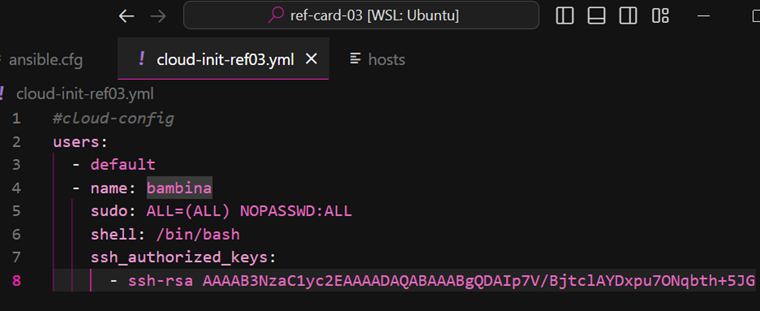 ref-card-03 [WSL: Ubuntu]
ansible.cfg
! cloud-init-ref03.yml
hosts
! cloud-init-ref03.yml
1 #cloud-config
2 users:
3 - default
4 - name: bambina
5 sudo: ALL=(ALL) NOPASSWD:ALL
6 shell: /bin/bash
7 ssh_authorized_keys:
8 - ssh-rsa AAAAB3NzaC1yc2EAAAADAQABAAABgQDAIp7V/BjtclAYDxpu7ONqbth+5JG